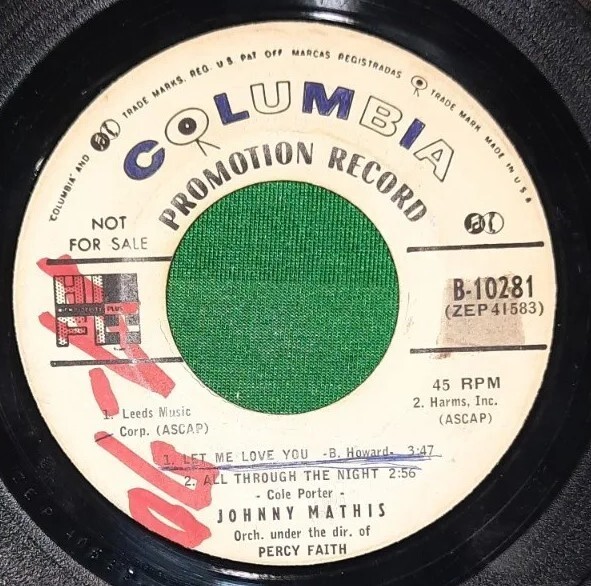 "COLUMBIA" AND TRADE MARKS, REG. U S. PAT OFF MARCAS REGISTRADAS TRADE MARK MADE IN U S A
COLUMBIA
PROMOTION RECORD
NOT
FOR SALE
B-10281
(ZEP 41583)
45 RPM
1. Leeds Music
Corp. (ASCAP)
2. Harms, Inc.
(ASCAP)
1. LET ME LOVE YOU -B. Howard- 3:47
2. ALL THROUGH THE NIGHT 2:56
- Cole Porter -
JOHNNY MATHIS
Orch. under the dir. of
PERCY FAITH